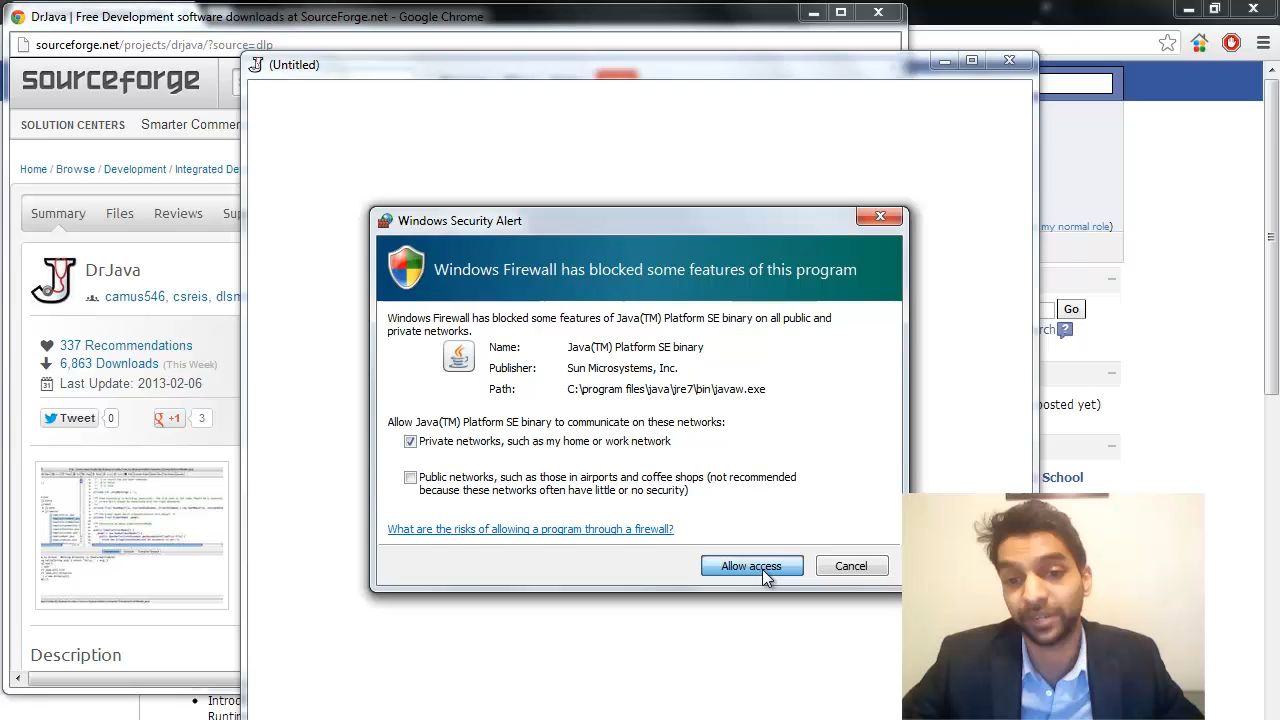 DrJava | Free Development software downloads at SourceForge.net - Google Chrome
sourceforge.net/projects/drjava/?source=dlp
(Untitled)
sourceforge
SOLUTION CENTERS Smarter Comme
Home / Browse / Development / Integrated De
Summary Files Reviews Su
DrJava
camus546, csreis, dlsm
337 Recommendations
6,863 Downloads (This Week)
Last Update: 2013-02-06
Tweet 0 g +1 3
Description
Introd
Runtin
Windows Security Alert
Windows Firewall has blocked some features of this program
Windows Firewall has blocked some features of Java(TM) Platform SE binary on all public and
private networks.
Name: Java(TM) Platform SE binary
Publisher: Sun Microsystems, Inc.
Path: C:\program files\java\jre7\bin\javaw.exe
Allow Java(TM) Platform SE binary to communicate on these networks:
Private networks, such as my home or work network
Public networks, such as those in airports and coffee shops (not recommended
because these networks often have little or no security)
What are the risks of allowing a program through a firewall?
Allow access Cancel
my normal role)
Go
rch ?
posted yet)
School